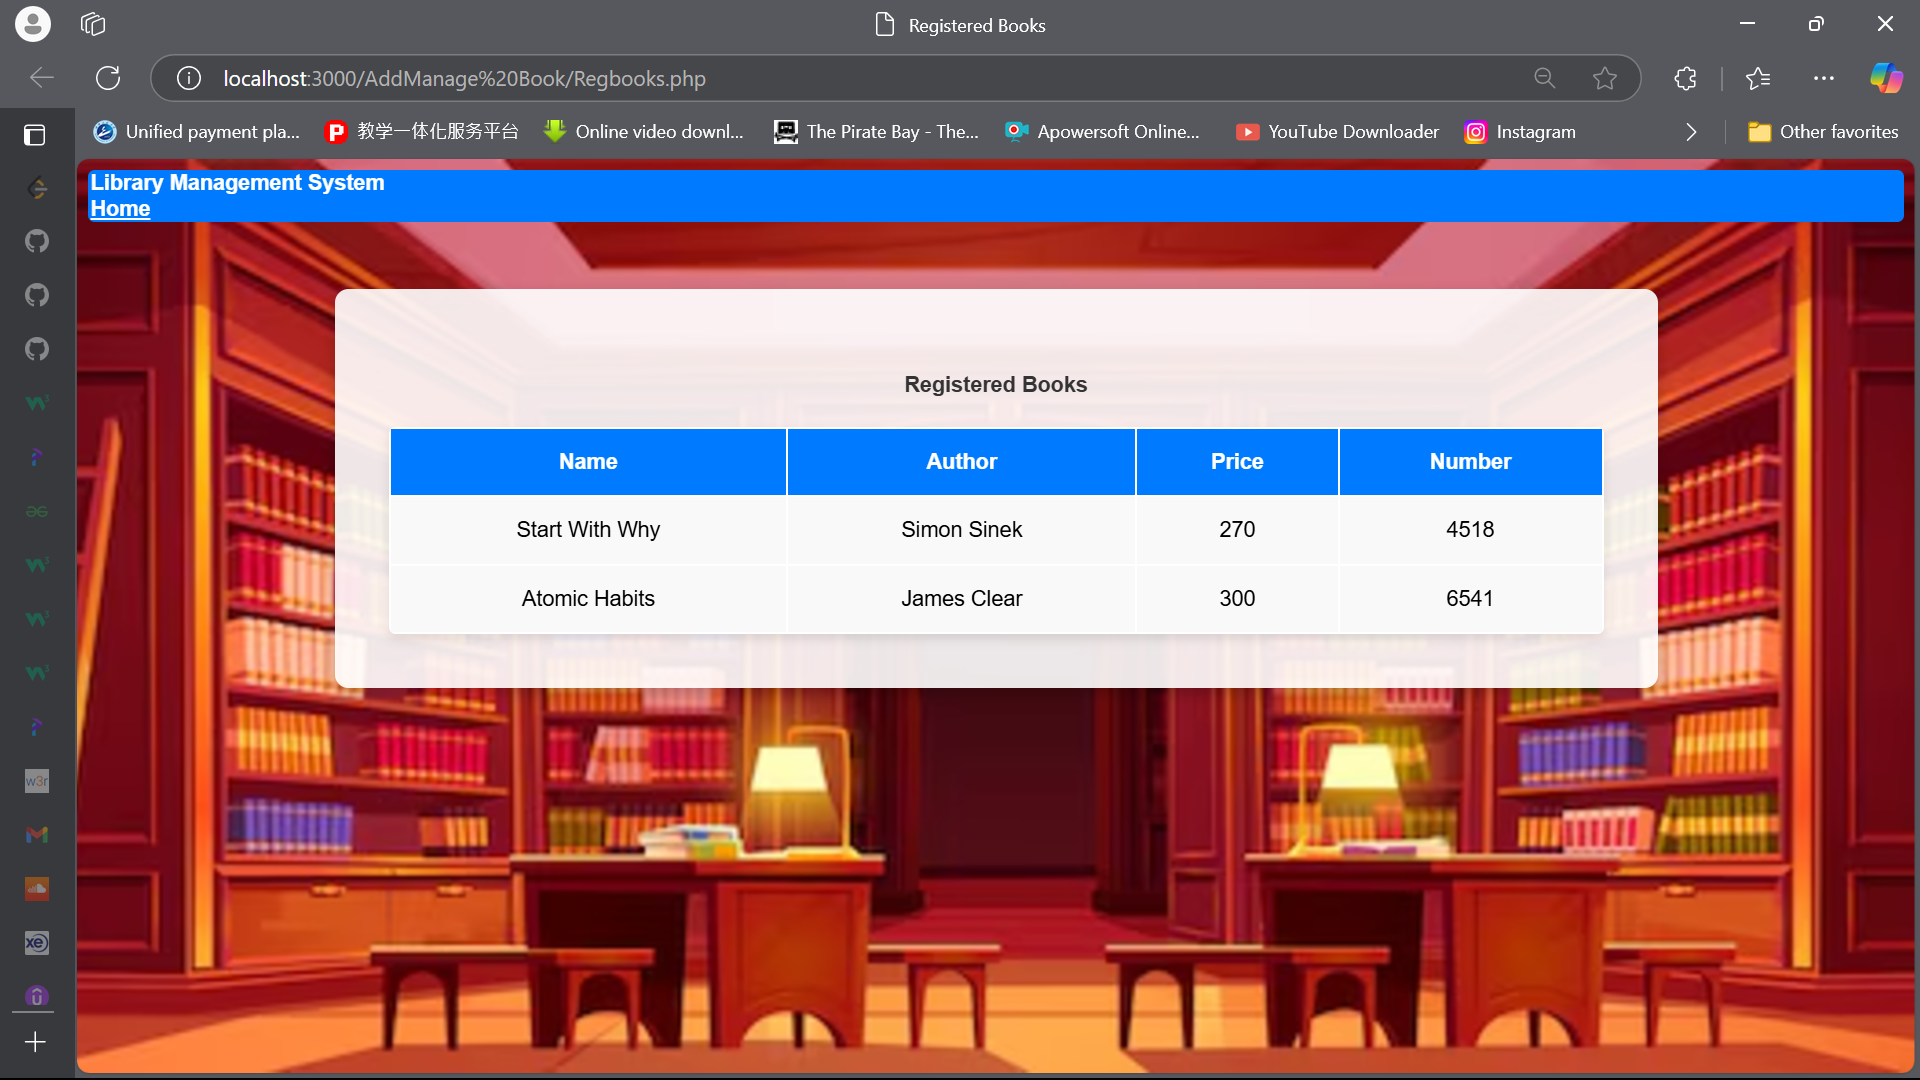 Registered Books
localhost:3000/AddManage%20Book/Regbooks.php
Unified payment pla... 教学一体化服务平台 Online video downl... The Pirate Bay - The... Apowersoft Online... YouTube Downloader Instagram Other favorites
Library Management System
Home
Registered Books
Name Author Price Number
Start With Why Simon Sinek 270 4518
Atomic Habits James Clear 300 6541
w3r
xe